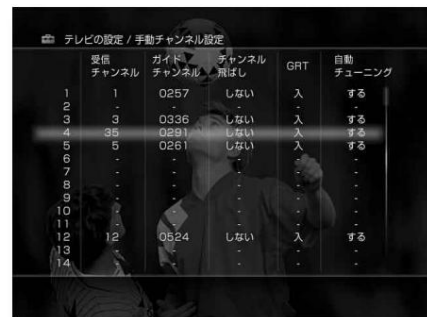 テレビの設定 / 手動チャンネル設定
受信チャンネル ガイドチャンネル チャンネル飛ばし GRT 自動チューニング
1 1 0257 しない 入 する
2 - - - - -
3 3 0336 しない 入 する
4 35 0291 しない 入 する
5 5 0261 しない 入 する
6 - - - - -
7 - - - - -
8 - - - - -
9 - - - - -
10 - - - - -
11 - - - - -
12 12 0524 しない 入 する
13 - - - - -
14 - - - - -